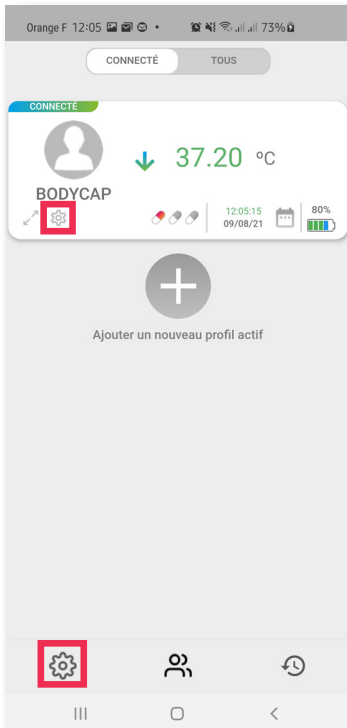 Orange F 12:05 73%
CONNECTÉ TOUS
CONNECTÉ
37.20 ºC
BODYCAP
12:05:15 80%
09/08/21
Ajouter un nouveau profil actif